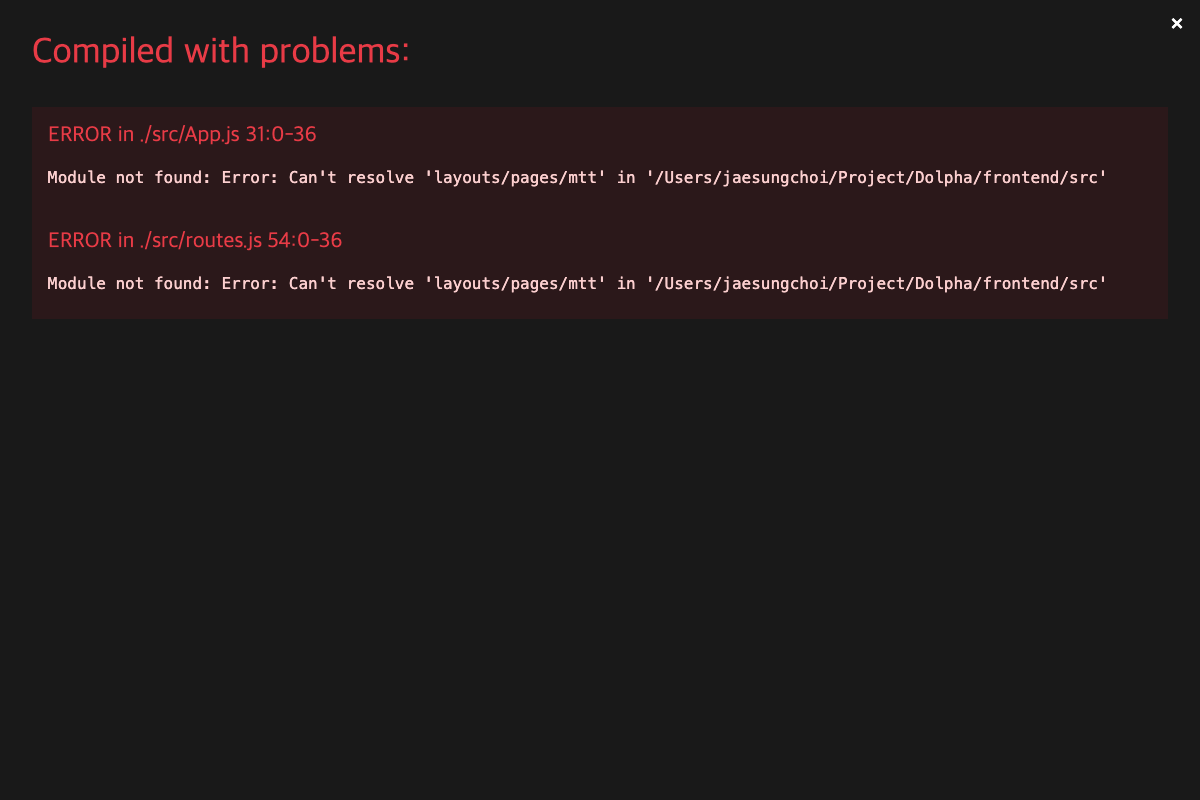 ×
Compiled with problems:
ERROR in ./src/App.js 31:0-36
Module not found: Error: Can't resolve 'layouts/pages/mtt' in '/Users/jaesungchoi/Project/Dolpha/frontend/src'
ERROR in ./src/routes.js 54:0-36
Module not found: Error: Can't resolve 'layouts/pages/mtt' in '/Users/jaesungchoi/Project/Dolpha/frontend/src'